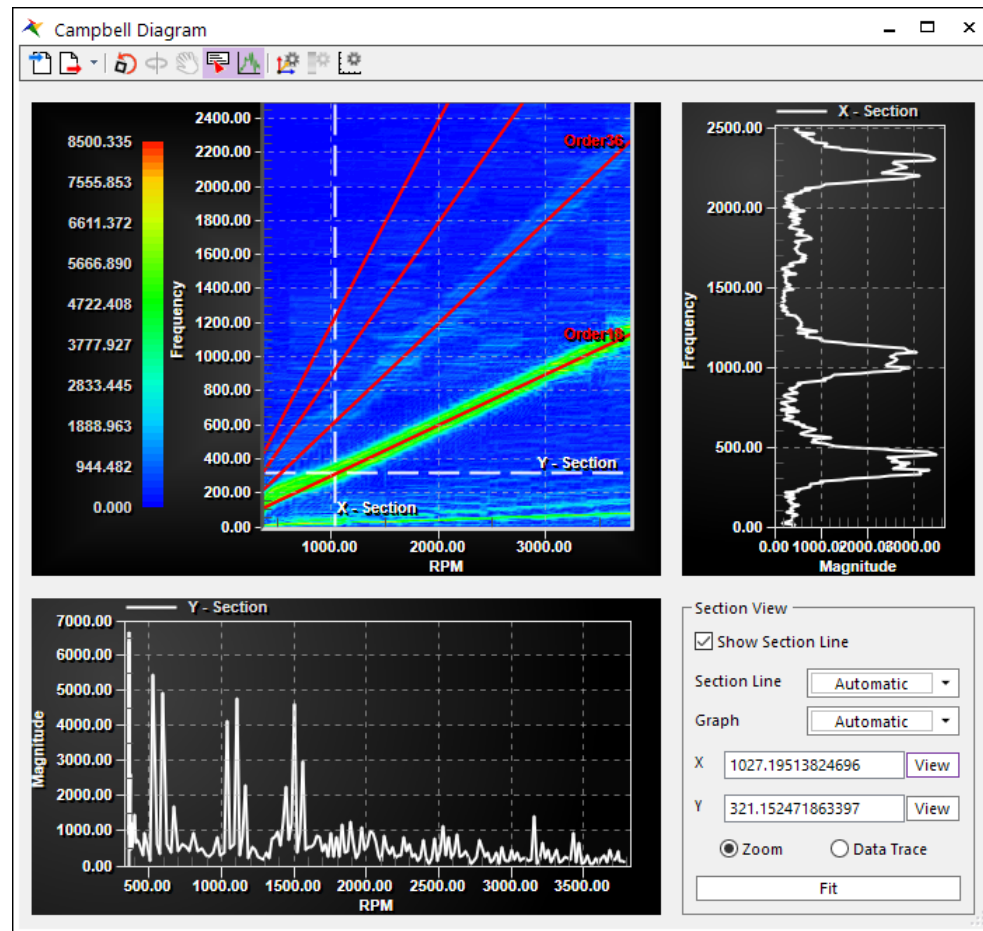 Campbell Diagram
8500.335
7555.853
6611.372
5666.890
4722.408
3777.927
2833.445
1888.963
944.482
0.000
Frequency
2400.00
2200.00
2000.00
1800.00
1600.00
1400.00
1200.00
1000.00
800.00
600.00
400.00
200.00
0.00
Order36
Order18
Y - Section
X - Section
1000.00 2000.00 3000.00
RPM
X - Section
Frequency
2500.00
2000.00
1500.00
1000.00
500.00
0.00
0.00 1000.00 2000.00 3000.00
Magnitude
Y - Section
Magnitude
7000.00
6000.00
5000.00
4000.00
3000.00
2000.00
1000.00
0.00
500.00 1000.00 1500.00 2000.00 2500.00 3000.00 3500.00
RPM
Section View
Show Section Line
Section Line Automatic
Graph Automatic
X 1027.19513824696 View
Y 321.152471863397 View
Zoom Data Trace
Fit